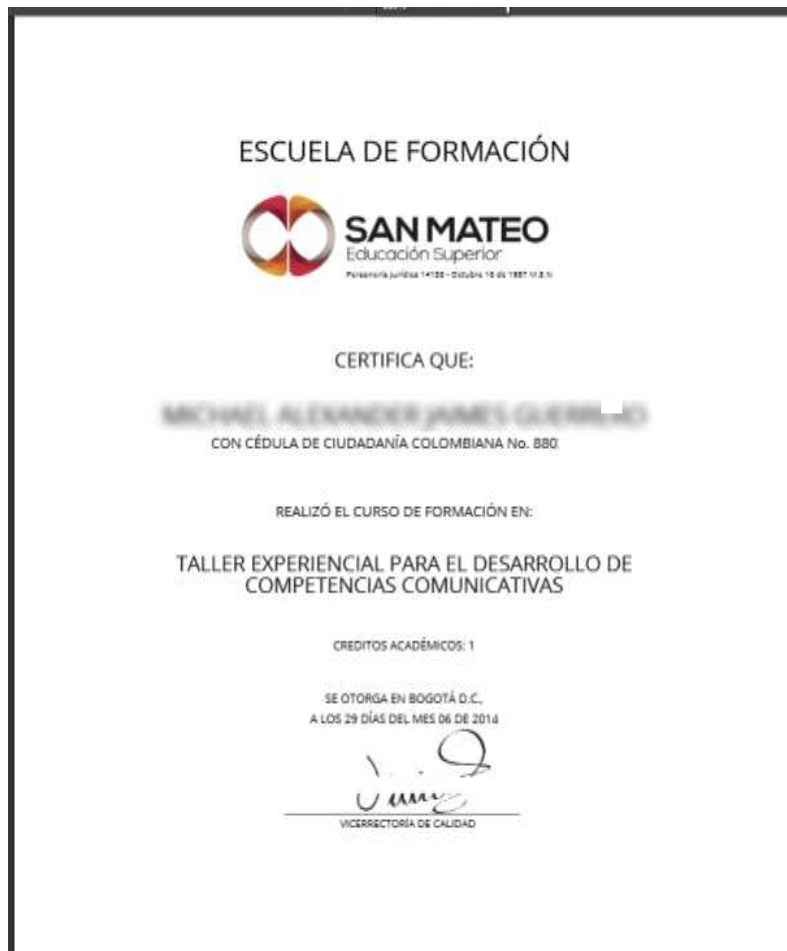 ESCUELA DE FORMACIÓN
SAN MATEO
Educación Superior
CERTIFICA QUE:
CON CÉDULA DE CIUDADANÍA COLOMBIANA No. 880
REALIZÓ EL CURSO DE FORMACIÓN EN:
TALLER EXPERIENCIAL PARA EL DESARROLLO DE
COMPETENCIAS COMUNICATIVAS
CREDITOS ACADÉMICOS: 1
SE OTORGA EN BOGOTÁ D.C.,
A LOS 29 DÍAS DEL MES 06 DE 2014
VICERRECTORÍA DE CALIDAD